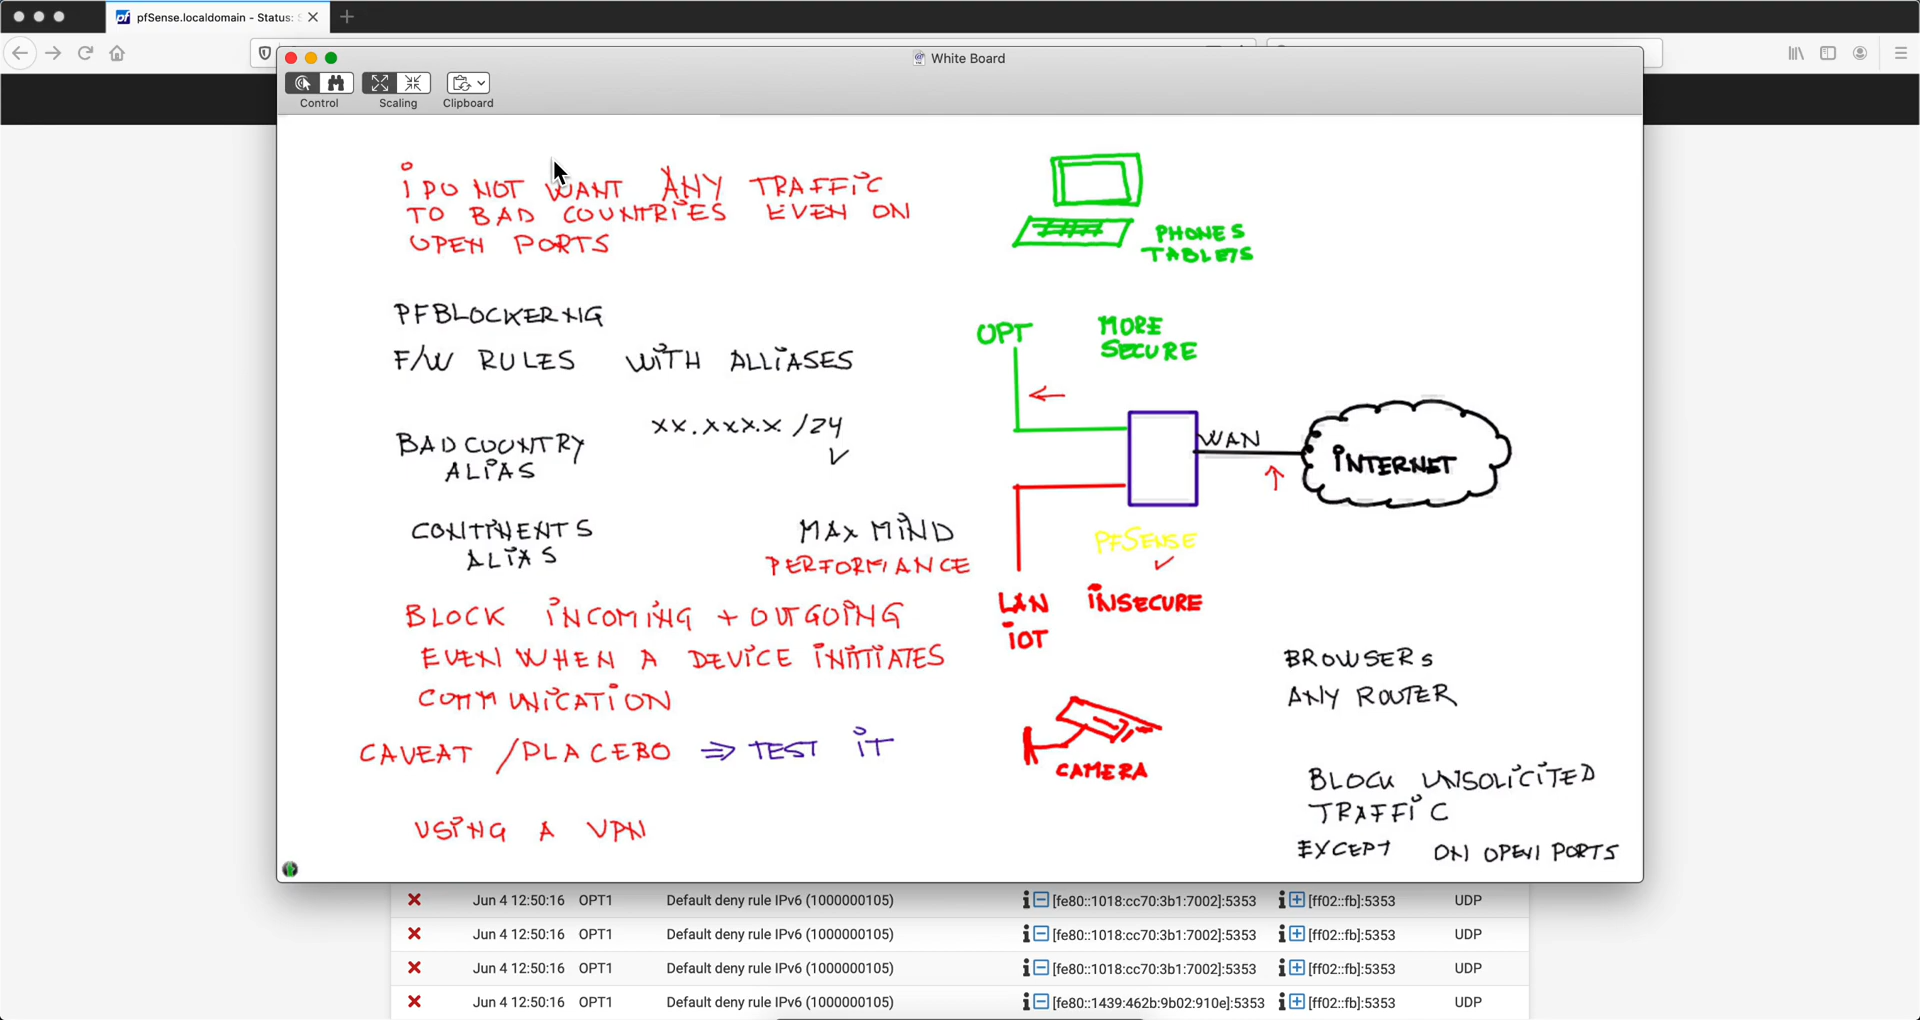 pfSense.localdomain - Status: S
White Board
Control
Scaling
Clipboard
I DO NOT WANT ANY TRAFFIC
TO BAD COUNTRIES EVEN ON
OPEN PORTS
PFBLOCKERNG
F/W RULES WITH ALLIASES
XX.XXX.X /24
BAD COUNTRY
ALIAS
CONTINENTS
ALIAS
MAX MIND
PERFORMANCE
BLOCK INCOMING + OUTGOING
EVEN WHEN A DEVICE INITIATES
COMMUNICATION
CAVEAT / PLACEBO ⇒ TEST IT
USING A VPN
PHONES
TABLETS
OPT
MORE
SECURE
WAN
INTERNET
PFSENSE
LAN
IOT
INSECURE
CAMERA
BROWSERS
ANY ROUTER
BLOCK UNSOLICITED
TRAFFIC
EXCEPT ON OPEN PORTS
Jun 4 12:50:16 OPT1 Default deny rule IPv6 (1000000105) [fe80::1018:cc70:3b1:7002]:5353 [ff02::fb]:5353 UDP
Jun 4 12:50:16 OPT1 Default deny rule IPv6 (1000000105) [fe80::1018:cc70:3b1:7002]:5353 [ff02::fb]:5353 UDP
Jun 4 12:50:16 OPT1 Default deny rule IPv6 (1000000105) [fe80::1018:cc70:3b1:7002]:5353 [ff02::fb]:5353 UDP
Jun 4 12:50:16 OPT1 Default deny rule IPv6 (1000000105) [fe80::1439:462b:9b02:910e]:5353 [ff02::fb]:5353 UDP